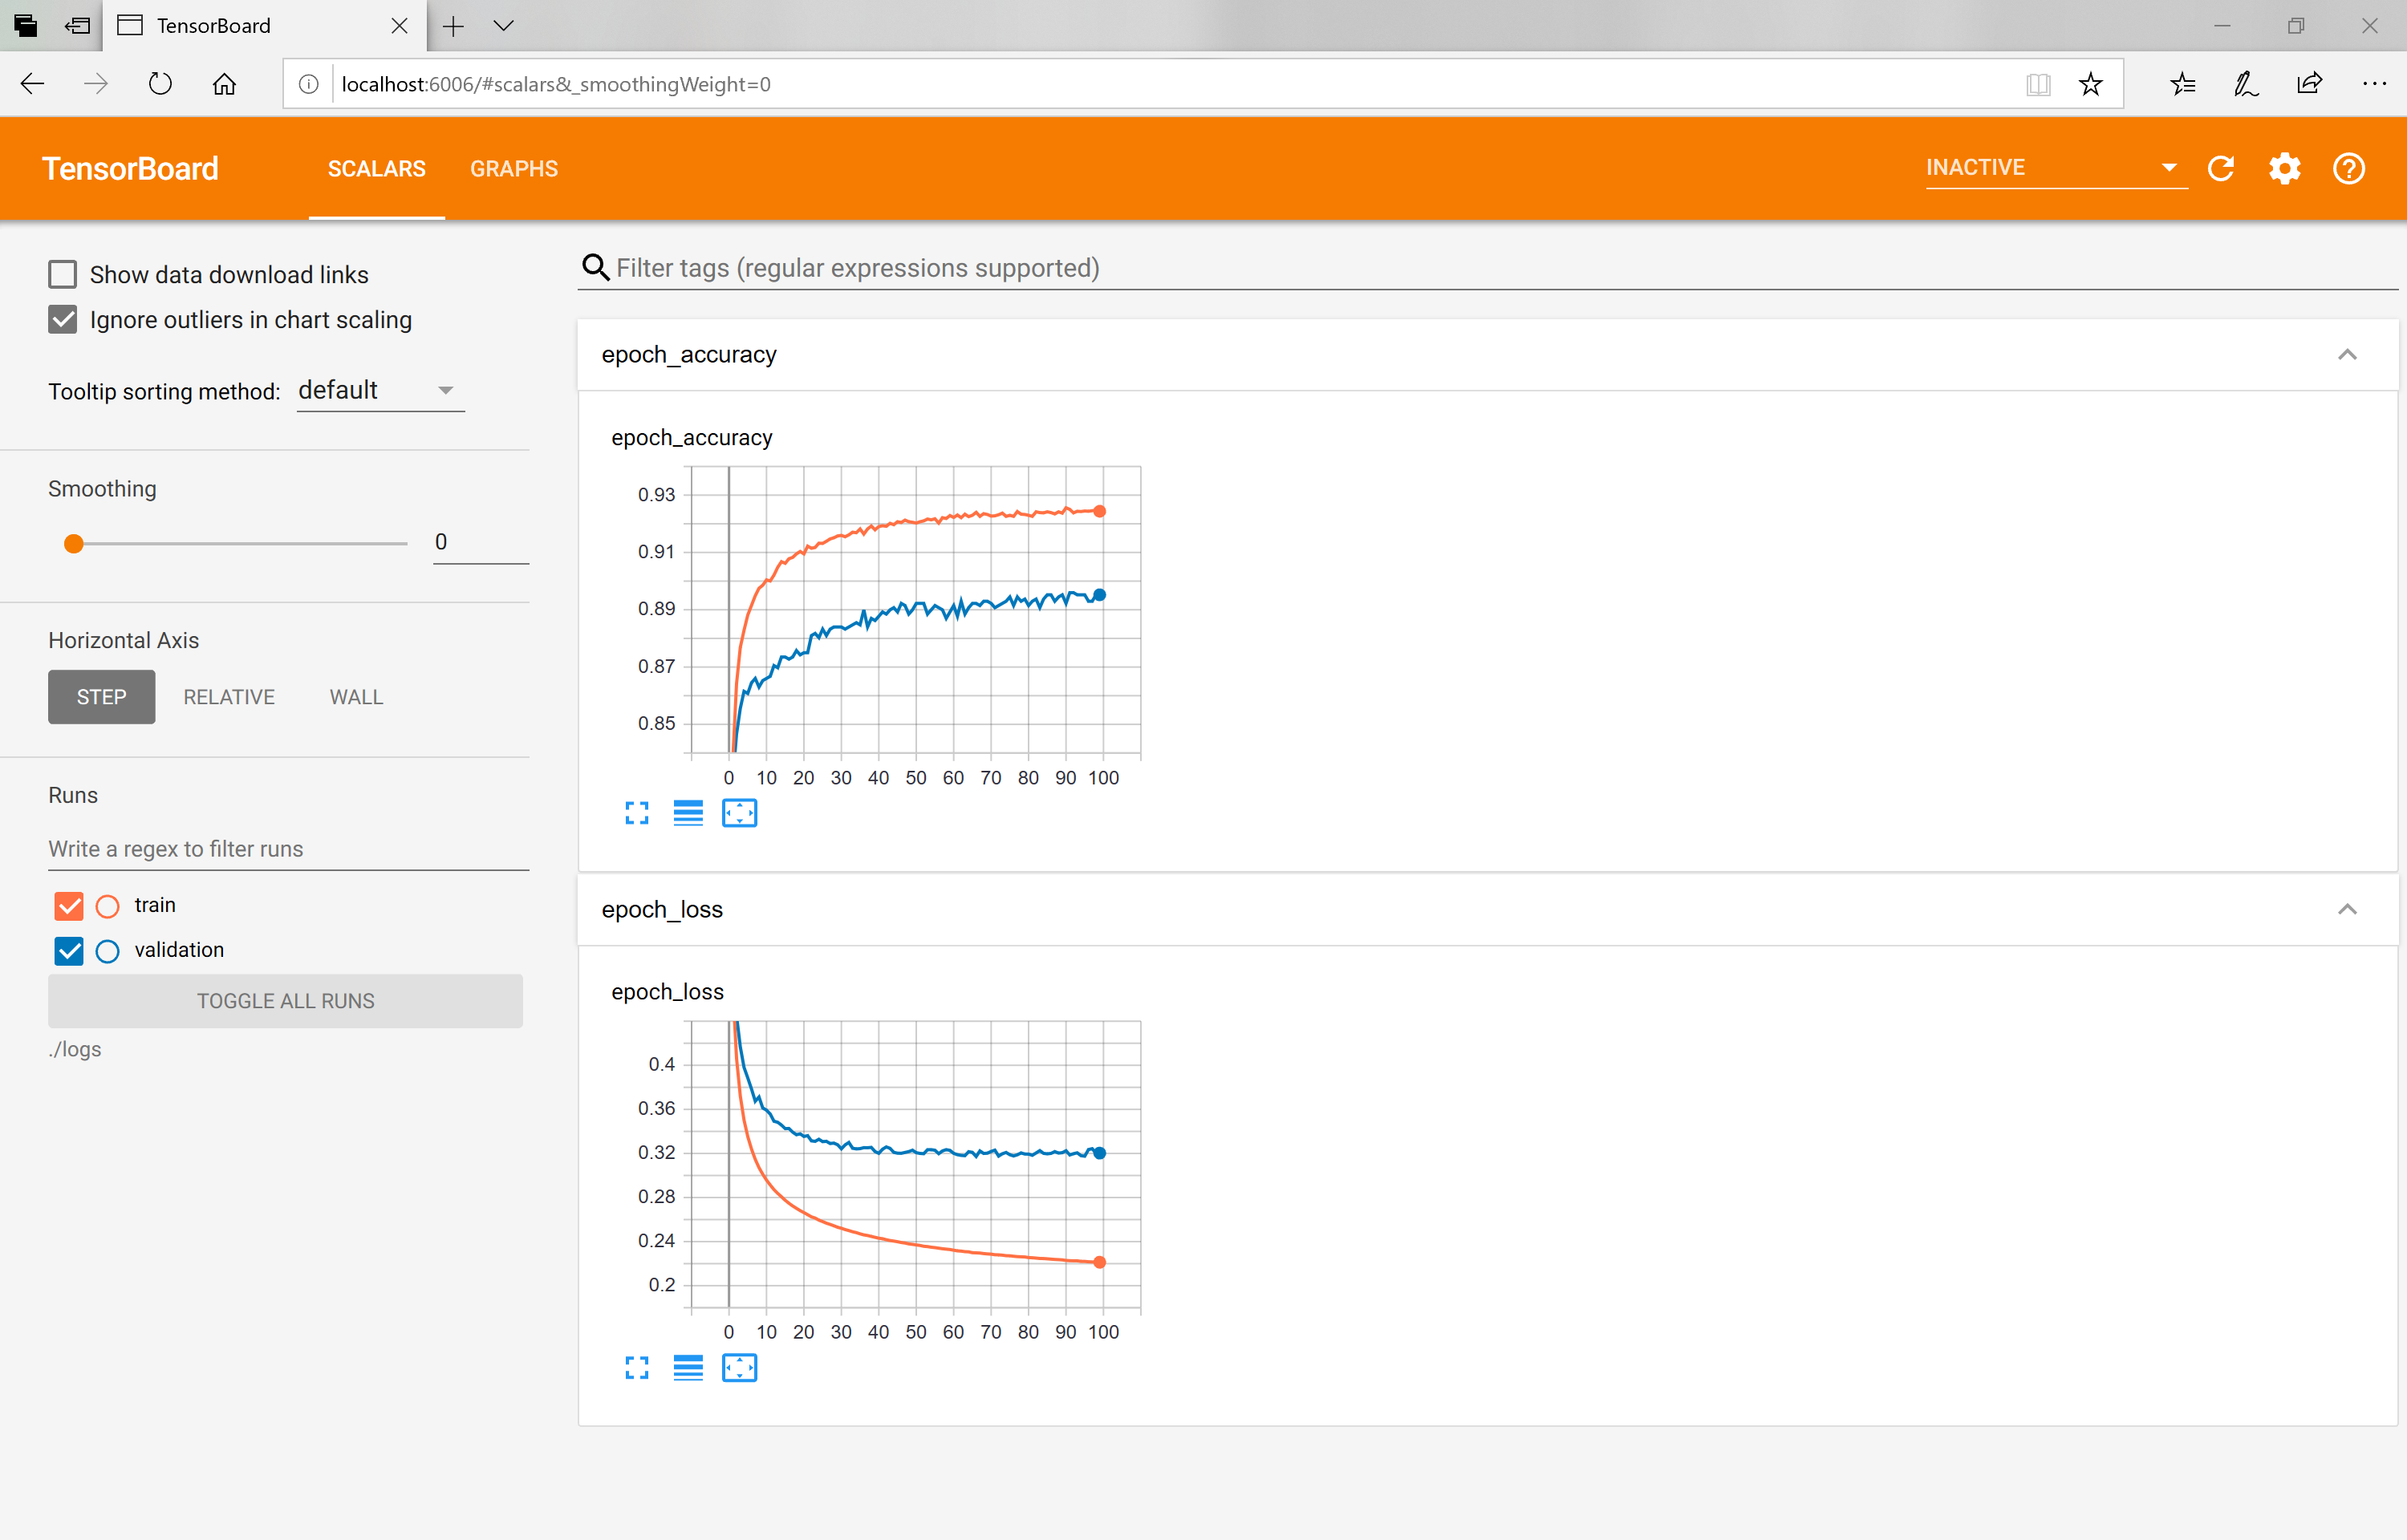 TensorBoard
localhost:6006/#scalars&_smoothingWeight=0
TensorBoard SCALARS GRAPHS INACTIVE
Show data download links
Ignore outliers in chart scaling
Tooltip sorting method: default
Smoothing
0
Horizontal Axis
STEP RELATIVE WALL
Runs
Write a regex to filter runs
train
validation
TOGGLE ALL RUNS
./logs
Filter tags (regular expressions supported)
epoch_accuracy
epoch_accuracy
0.93
0.91
0.89
0.87
0.85
0 10 20 30 40 50 60 70 80 90 100
epoch_loss
epoch_loss
0.4
0.36
0.32
0.28
0.24
0.2
0 10 20 30 40 50 60 70 80 90 100